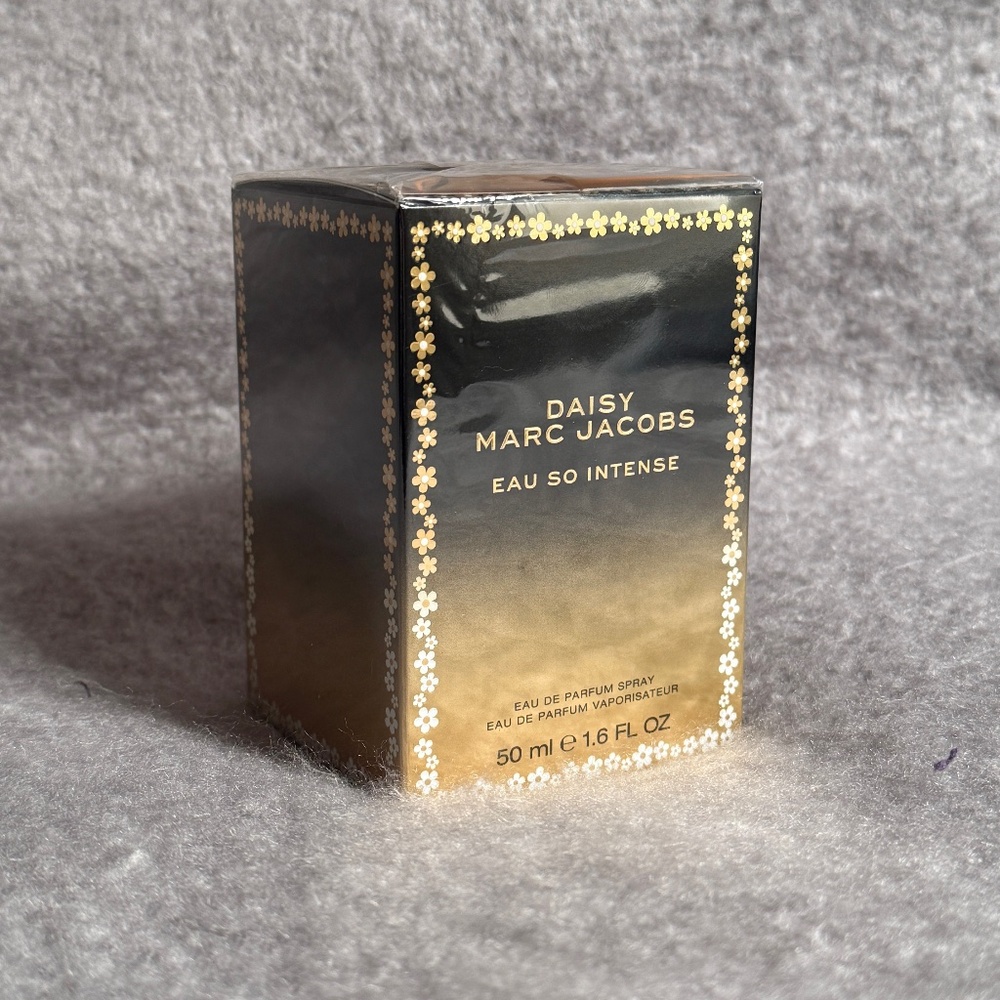 DAISY
MARC JACOBS
EAU SO INTENSE
EAU DE PARFUM SPRAY
EAU DE PARFUM VAPORISATEUR
50 ml ℮ 1.6 FL OZ